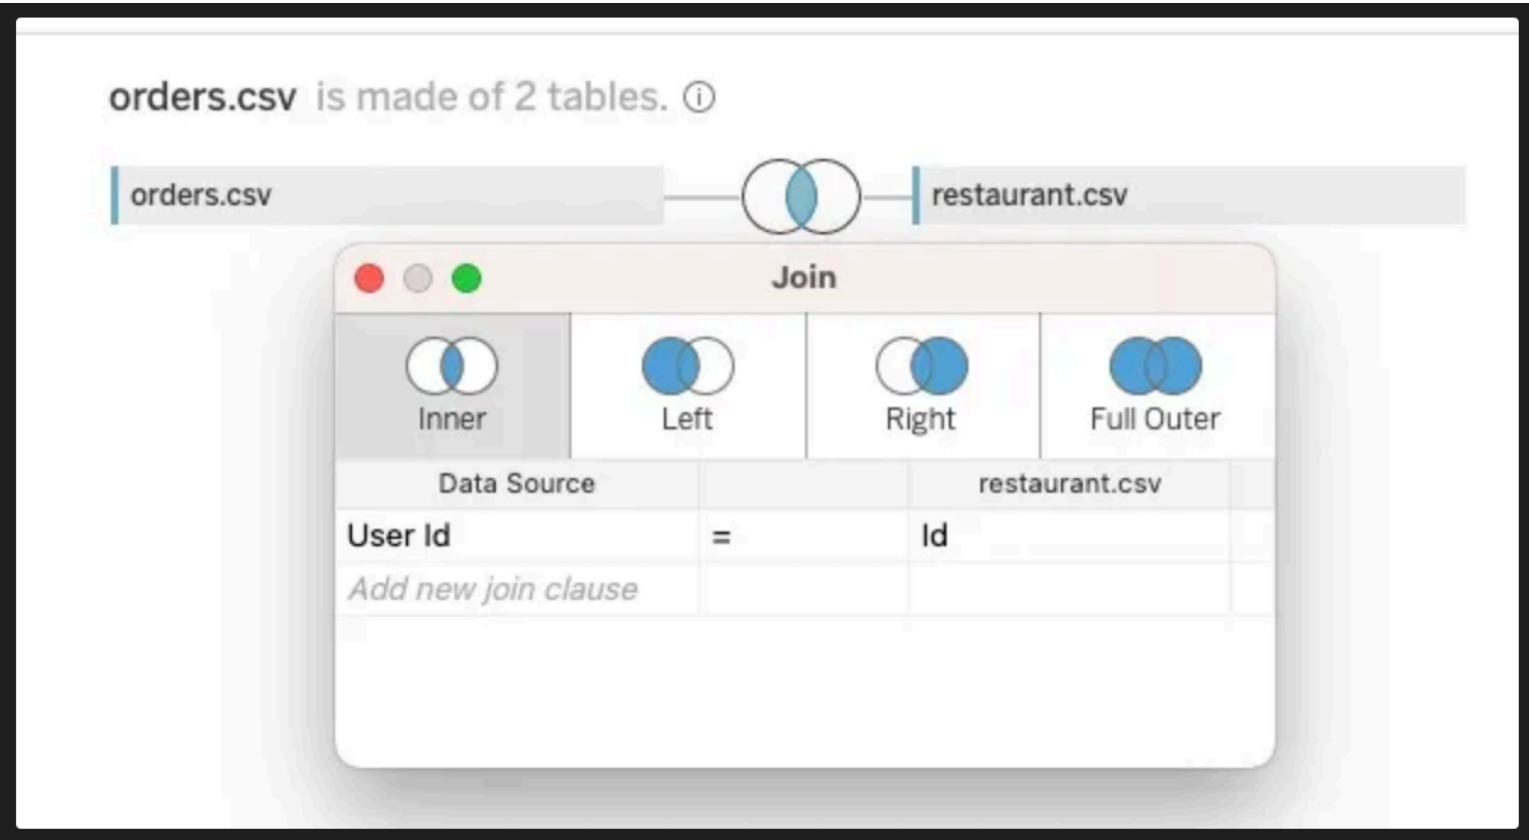 orders.csv is made of 2 tables. ⓘ
orders.csv restaurant.csv
Join
Inner Left Right Full Outer
Data Source restaurant.csv
User Id = Id
Add new join clause